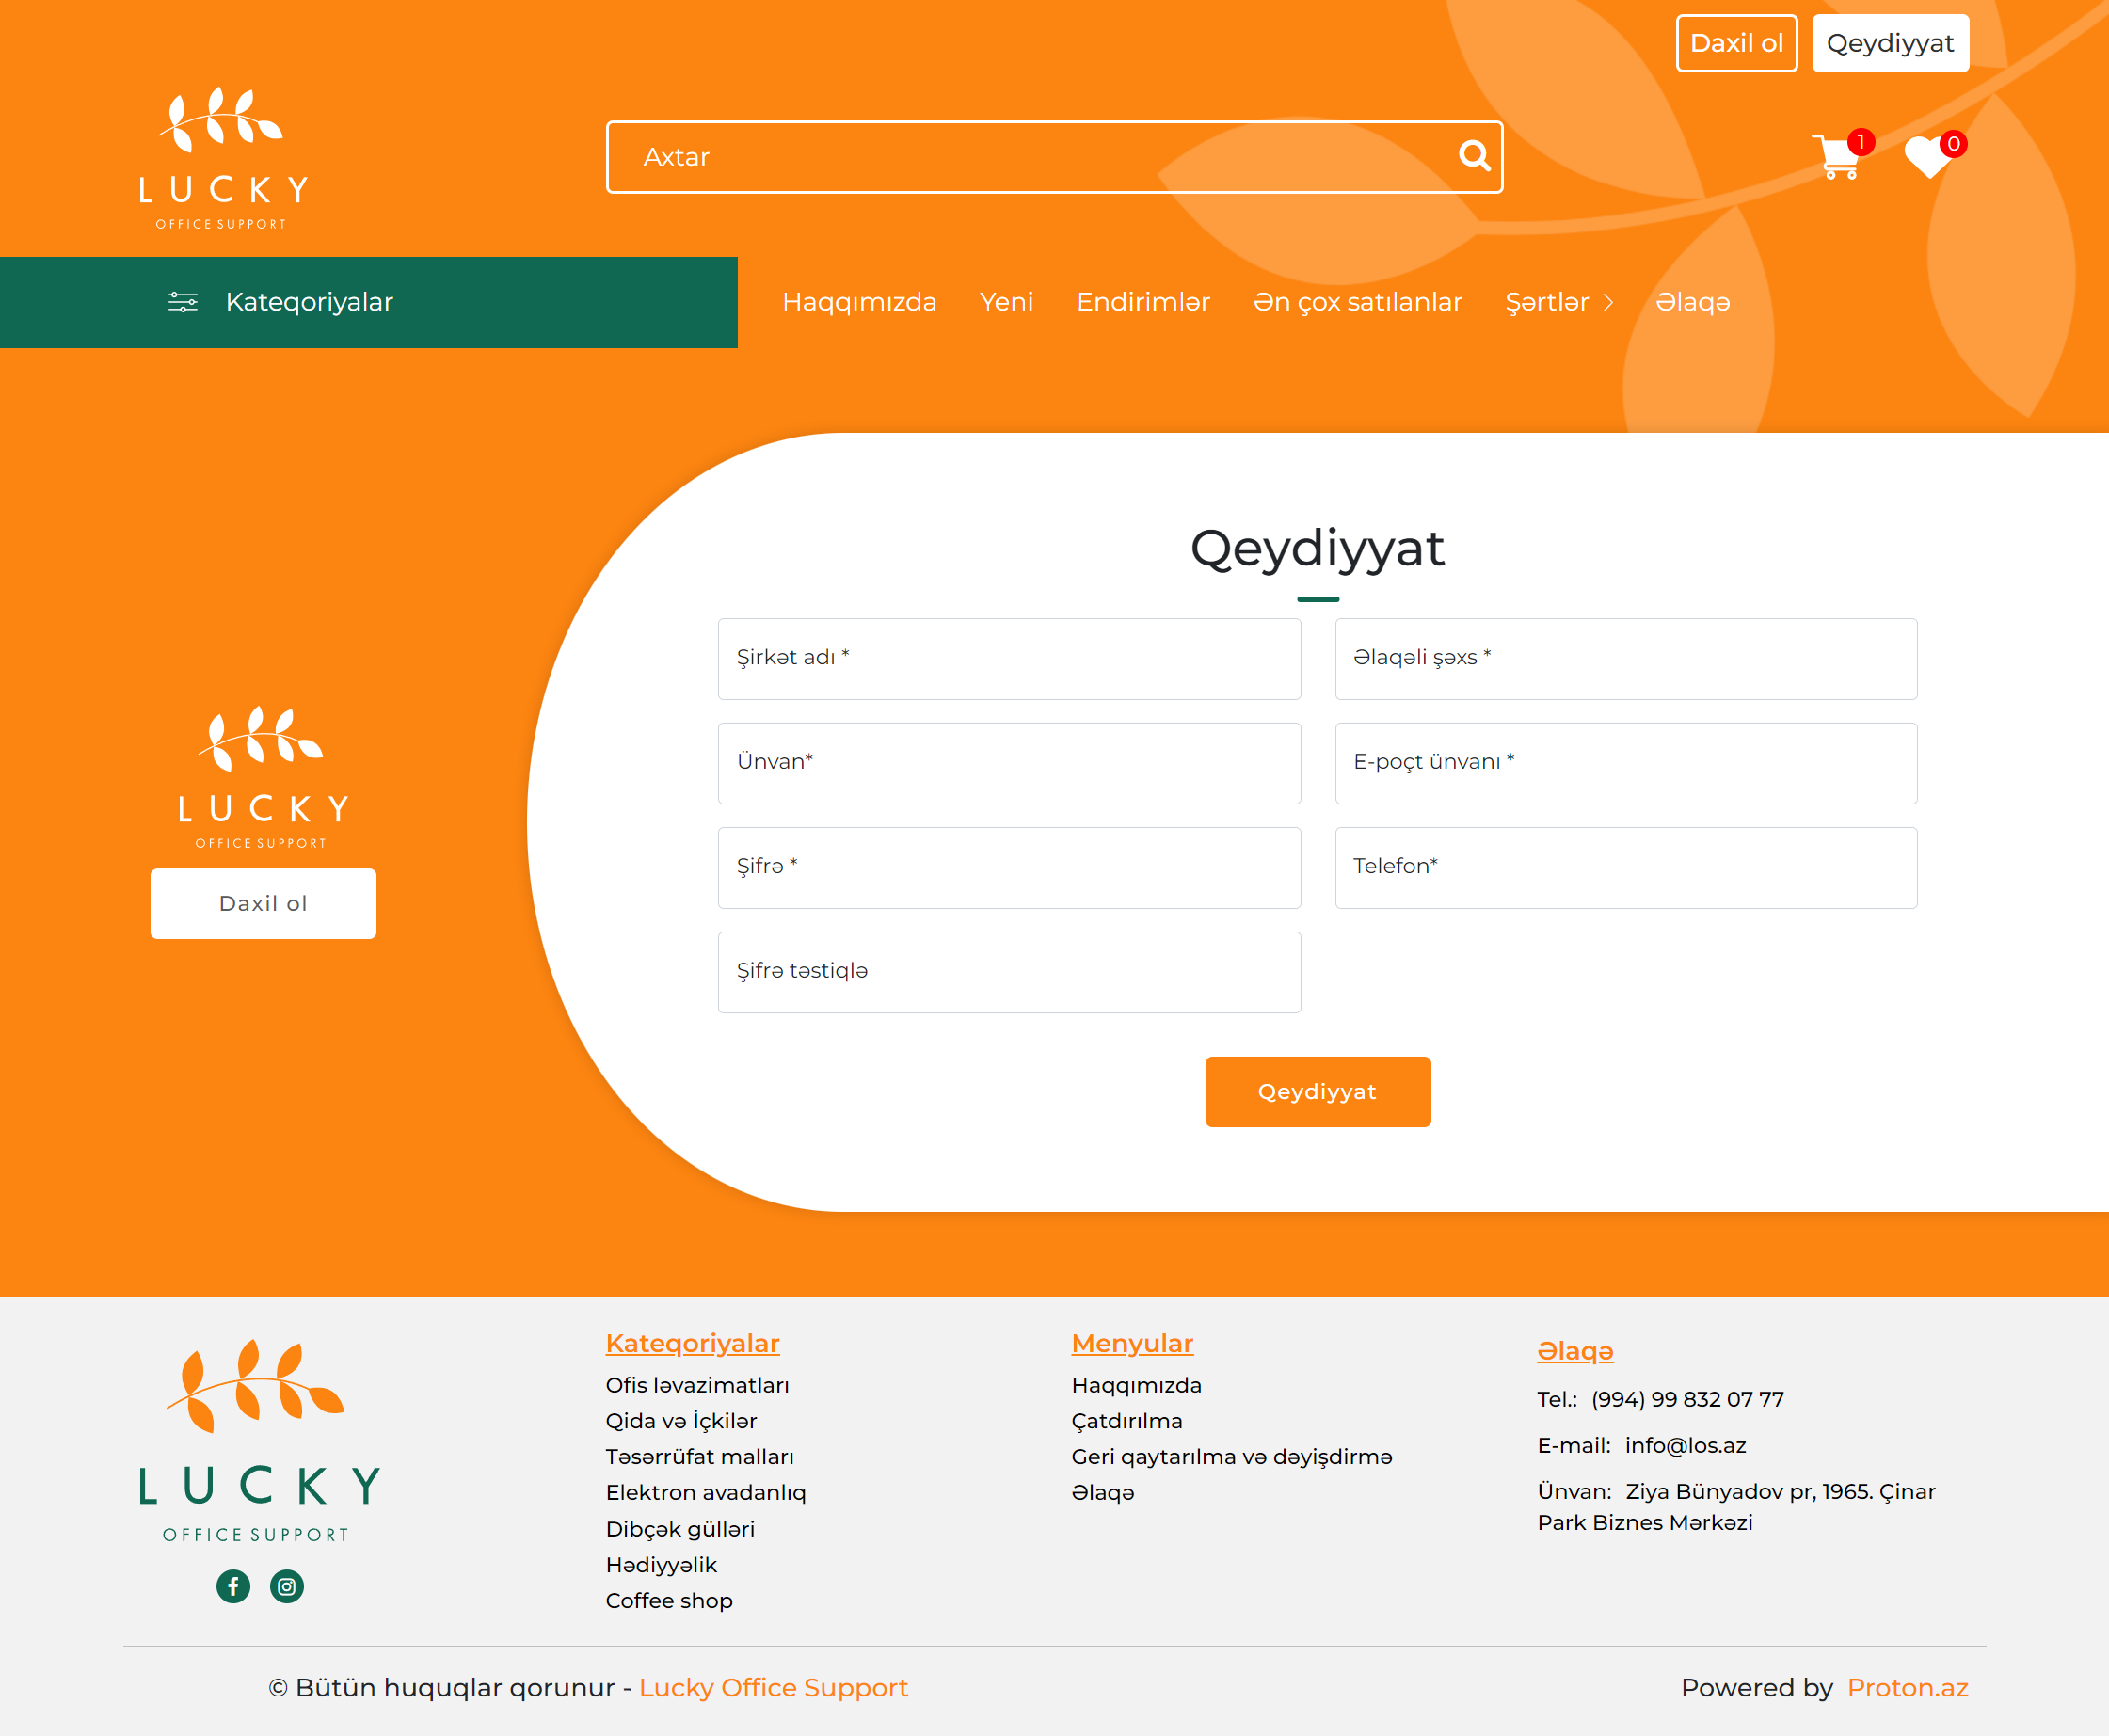 Daxil ol Qeydiyyat
LUCKY
OFFICE SUPPORT
Axtar
1 0
Kateqoriyalar Haqqımızda Yeni Endirimlər Ən çox satılanlar Şərtlər Əlaqə
LUCKY
OFFICE SUPPORT
Daxil ol
Qeydiyyat
Şirkət adı * Əlaqəli şəxs *
Ünvan* E-poçt ünvanı *
Şifrə * Telefon*
Şifrə təstiqlə
Qeydiyyat
LUCKY
OFFICE SUPPORT
Kateqoriyalar
Ofis ləvazimatları
Qida və İçkilər
Təsərrüfat malları
Elektron avadanlıq
Dibçək gülləri
Hədiyyəlik
Coffee shop
Menyular
Haqqımızda
Çatdırılma
Geri qaytarılma və dəyişdirmə
Əlaqə
Əlaqə
Tel.: (994) 99 832 07 77
E-mail: info@los.az
Ünvan: Ziya Bünyadov pr, 1965. Çinar
Park Biznes Mərkəzi
© Bütün huquqlar qorunur - Lucky Office Support Powered by Proton.az